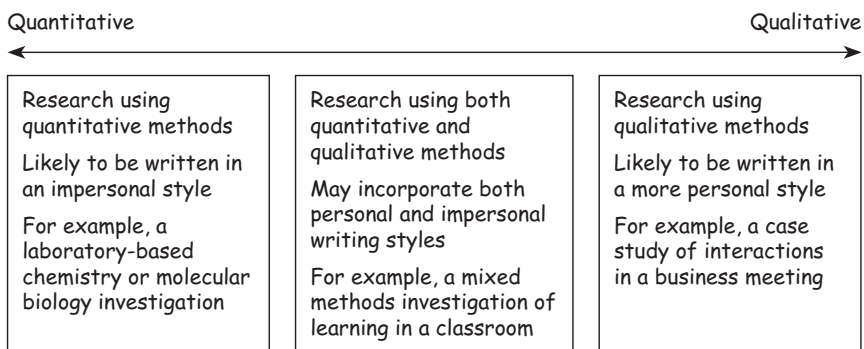 Quantitative
Qualitative
Research using
quantitative methods
Likely to be written in
an impersonal style
For example, a
laboratory-based
chemistry or molecular
biology investigation
Research using both
quantitative and
qualitative methods
May incorporate both
personal and impersonal
writing styles
For example, a mixed
methods investigation of
learning in a classroom
Research using
qualitative methods
Likely to be written in
a more personal style
For example, a case
study of interactions
in a business meeting